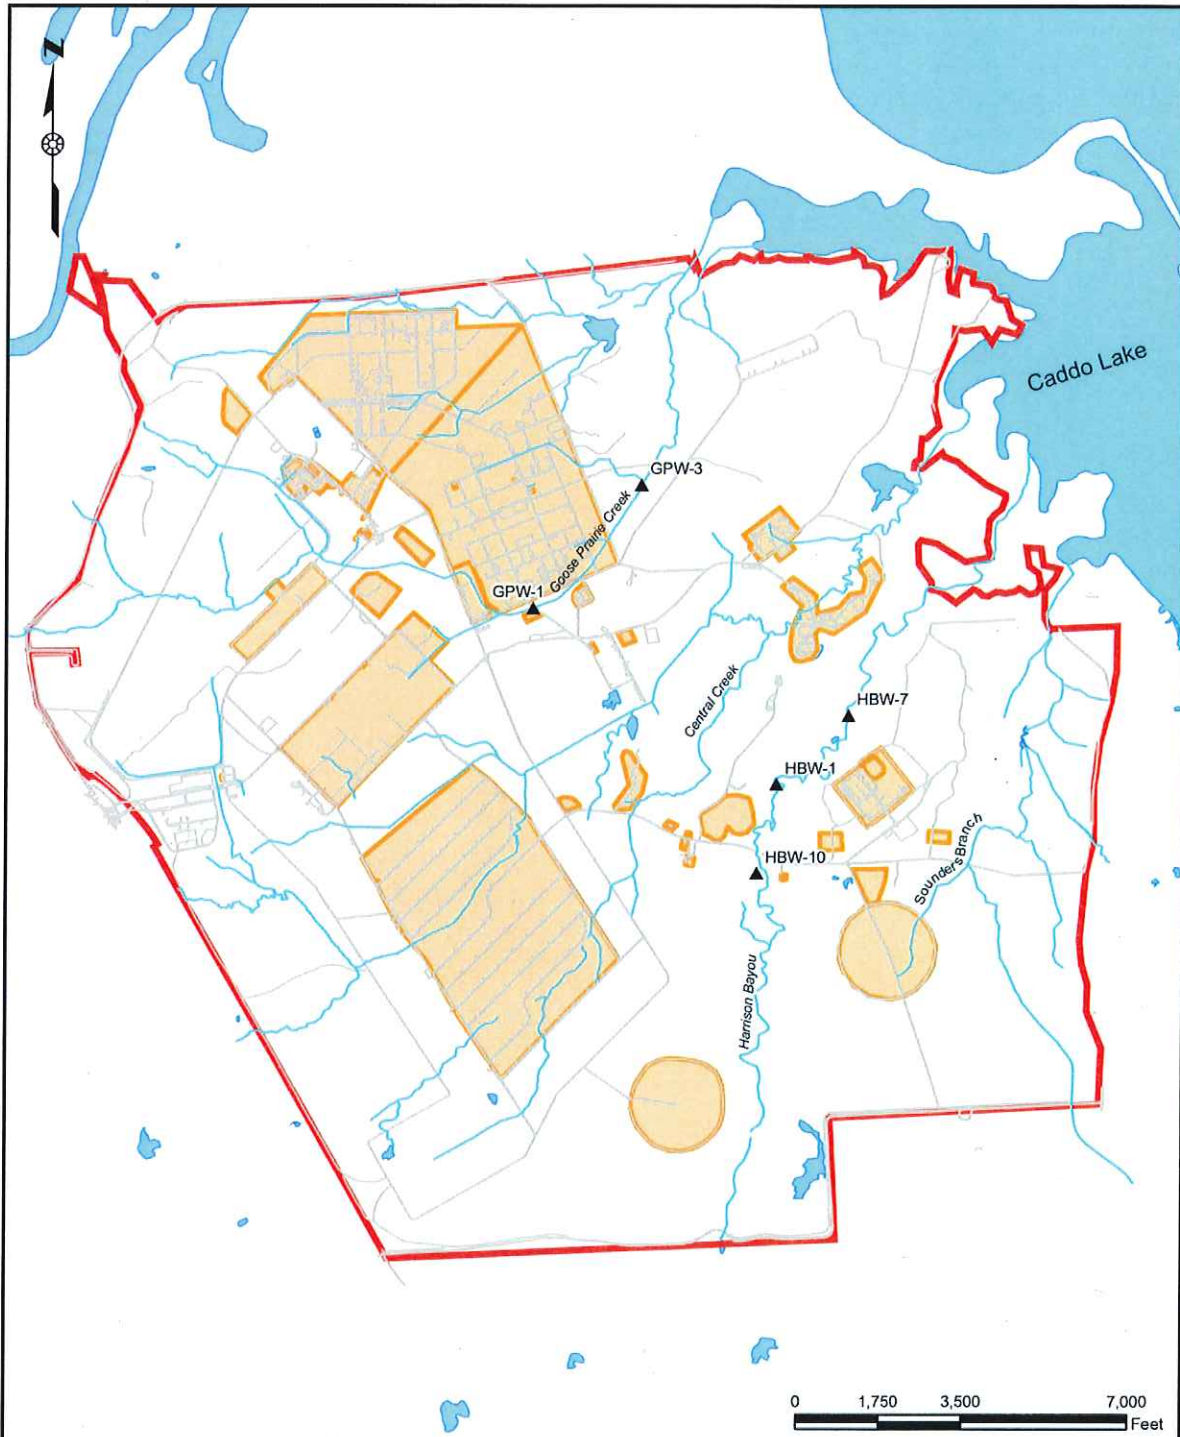 N
Caddo Lake
GPW-3
Goose Prairie Creek
GPW-1
Central Creek
HBW-7
HBW-1
HBW-10
Sounders Branch
Harrison Bayou
0 1,750 3,500 7,000
Feet